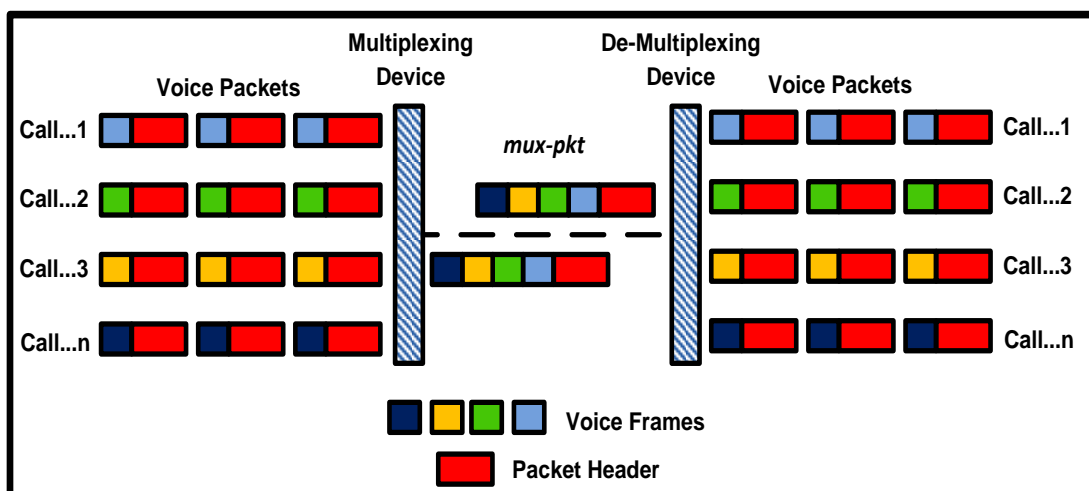 Multiplexing
Device
De-Multiplexing
Device
Voice Packets
Voice Packets
Call...1
Call...1
mux-pkt
Call...2
Call...2
Call...3
Call...3
Call...n
Call...n
Voice Frames
Packet Header